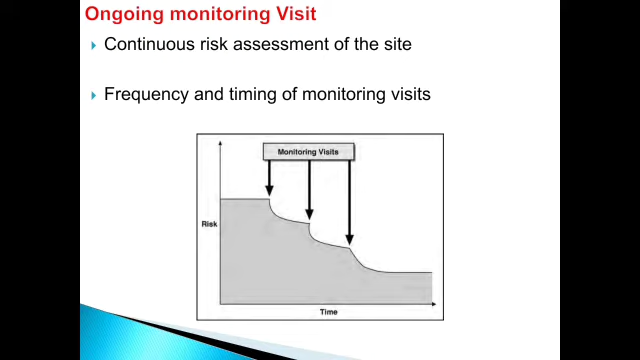 Ongoing monitoring Visit
Continuous risk assessment of the site
Frequency and timing of monitoring visits
Monitoring Visits
Risk
Time